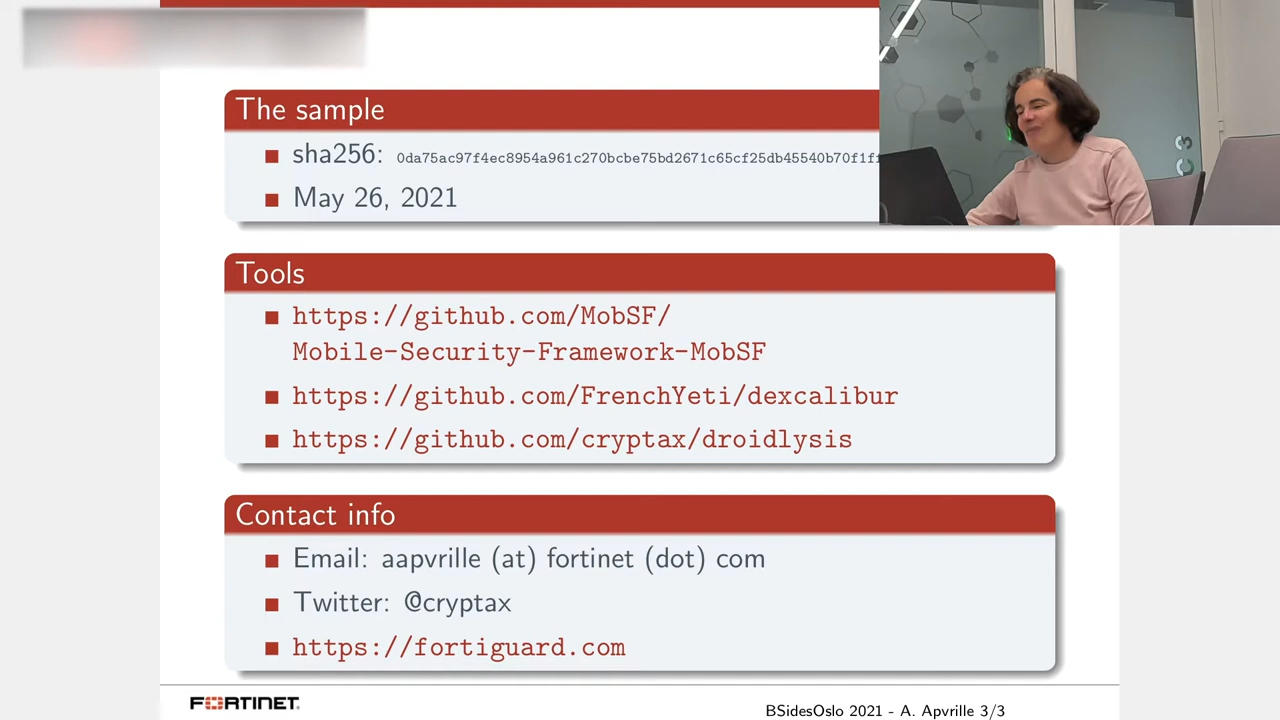 The sample
sha256: 0da75ac97f4ec8954a961c270bcbe75bd2671c65cf25db45540b70f1f
May 26, 2021
Tools
https://github.com/MobSF/
Mobile-Security-Framework-MobSF
https://github.com/FrenchYeti/dexcalibur
https://github.com/cryptax/droidlysis
Contact info
Email: aapvrille (at) fortinet (dot) com
Twitter: @cryptax
https://fortiguard.com
FORTINET
BSidesOslo 2021 - A. Apvrille 3/3
C3